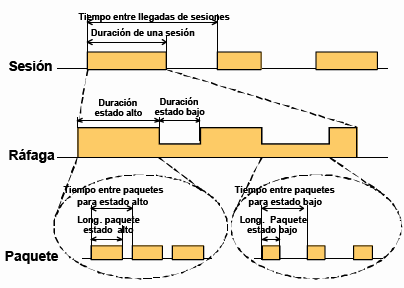 Tiempo entre llegadas de sesiones
Duración de una sesión
Sesión
Duración
estado alto
Duración
estado bajo
Ráfaga
Tiempo entre paquetes
para estado alto
Long. paquete
estado alto
Tiempo entre paquetes
para estado bajo
Long. Paquete
estado bajo
Paquete